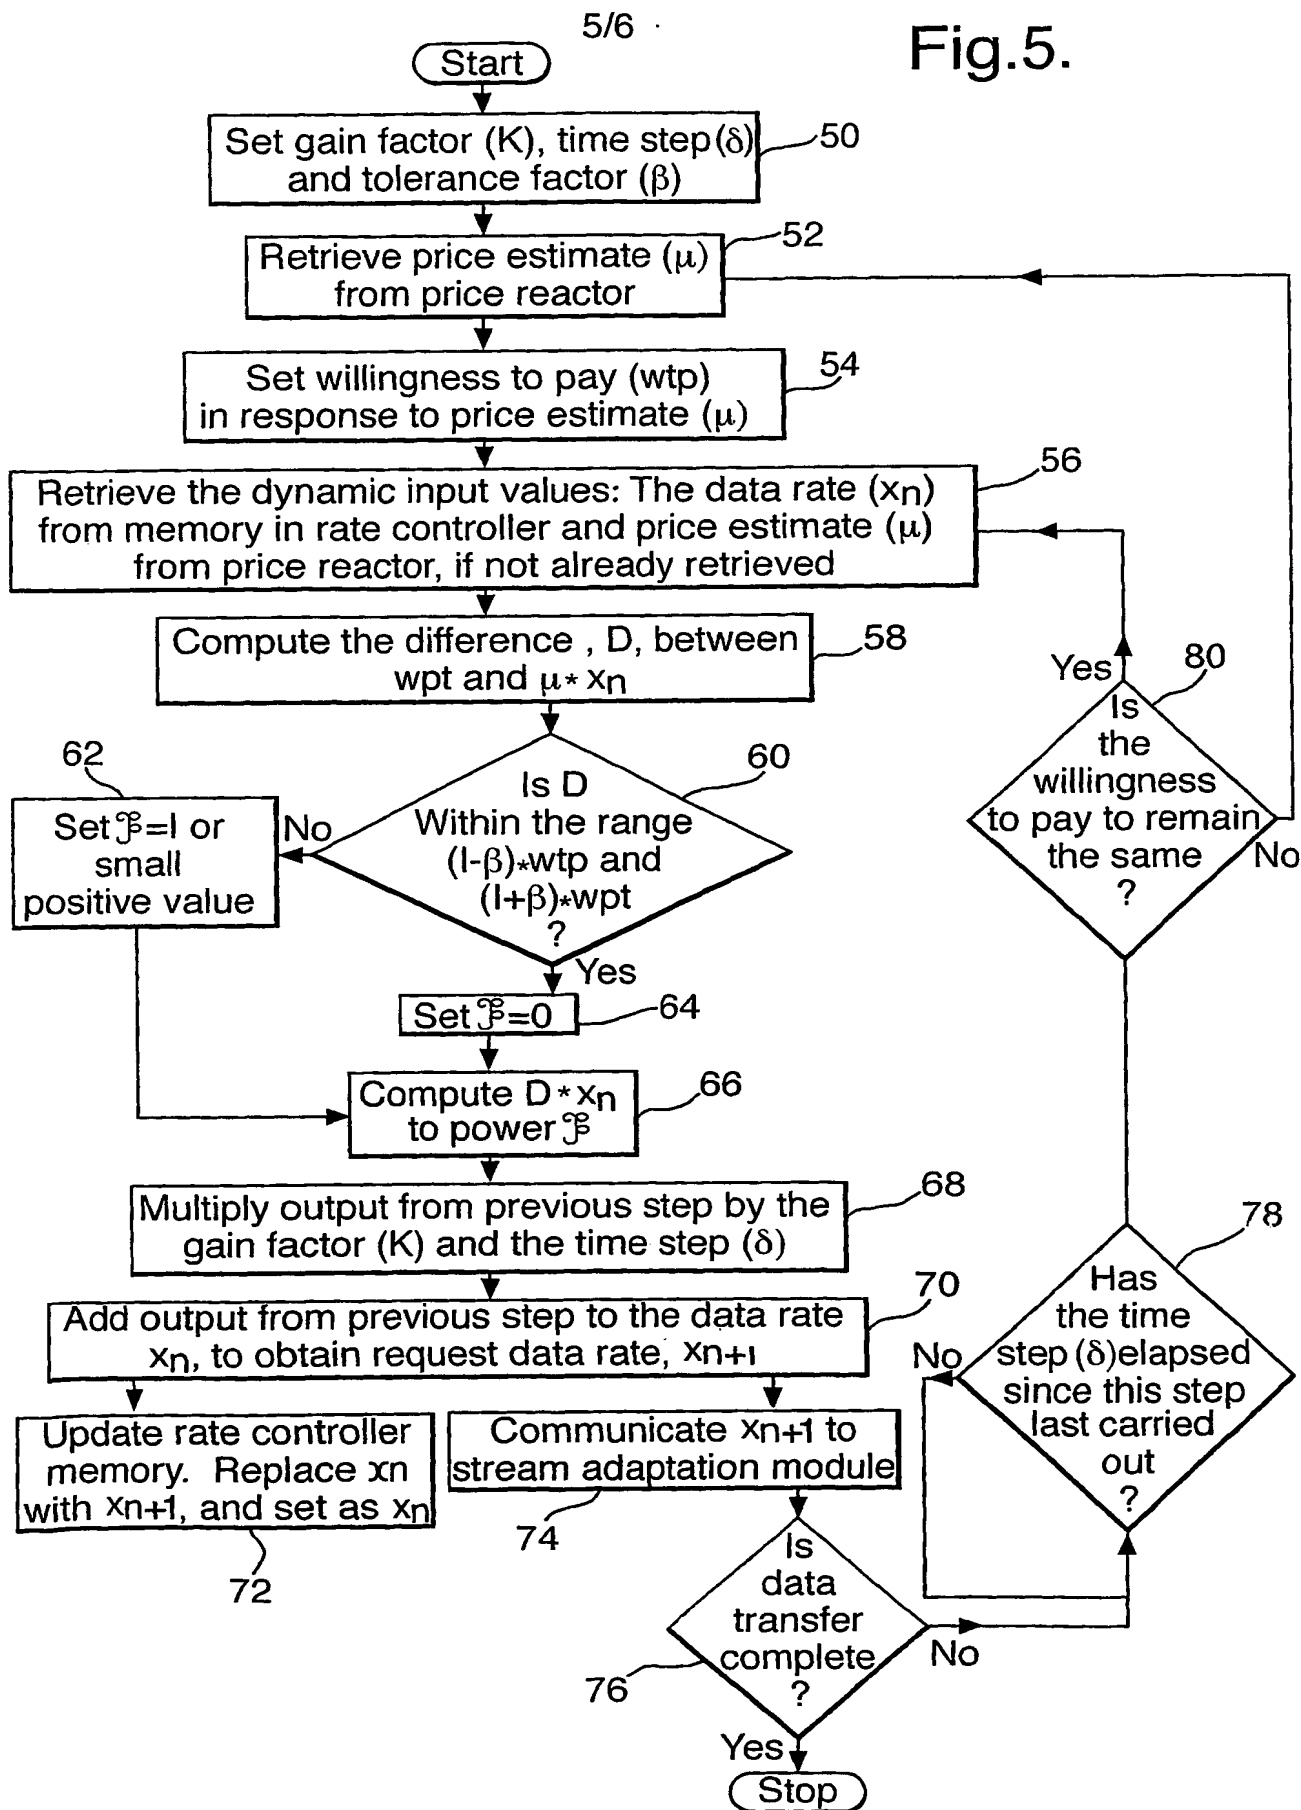 5/6
Fig.5.
Start
Set gain factor (K), time step (δ)
and tolerance factor (β)
50
Retrieve price estimate (μ)
from price reactor
52
Set willingness to pay (wtp)
in response to price estimate (μ)
54
Retrieve the dynamic input values: The data rate (xn)
from memory in rate controller and price estimate (μ)
from price reactor, if not already retrieved
56
Compute the difference , D, between
wpt and μ* xn
58
Is D
Within the range
(I-β)*wtp and
(I+β)*wpt
?
60
No
Yes
62
Set ℱ=I or
small
positive value
Set ℱ=0
64
Compute D * xn
to power ℱ
66
Multiply output from previous step by the
gain factor (K) and the time step (δ)
68
Add output from previous step to the data rate
xn, to obtain request data rate, xn+1
70
Update rate controller
memory. Replace xn
with xn+1, and set as xn
72
Communicate xn+1 to
stream adaptation module
74
Is
data
transfer
complete
?
76
No
Yes
Stop
Has
the time
step (δ) elapsed
since this step
last carried
out
?
78
No
Is
the
willingness
to pay to remain
the same
?
80
Yes
No